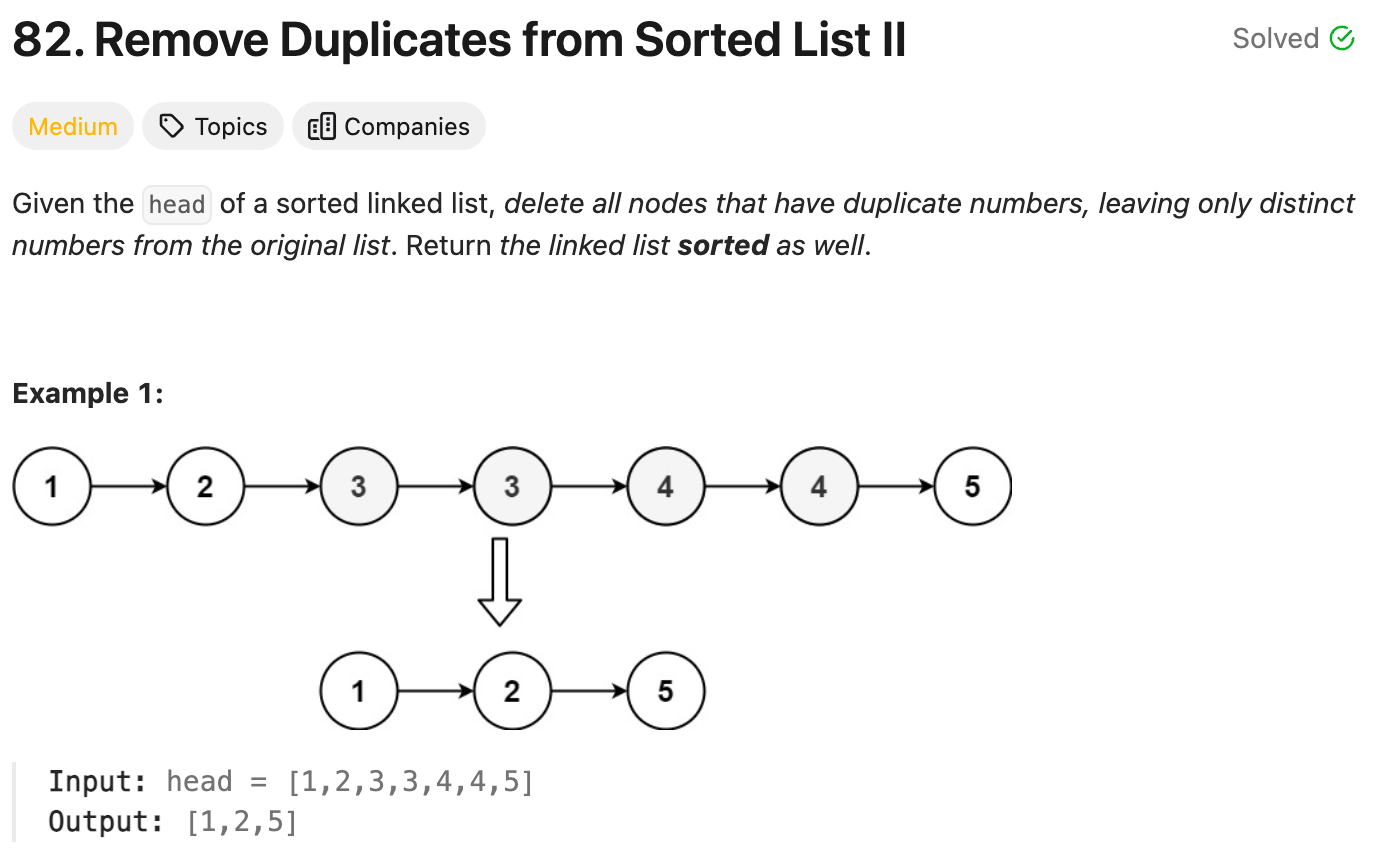 82. Remove Duplicates from Sorted List II
Solved
Medium Topics Companies
Given the head of a sorted linked list, delete all nodes that have duplicate numbers, leaving only distinct
numbers from the original list. Return the linked list sorted as well.
Example 1:
1 2 3 3 4 4 5
1 2 5
Input: head = [1,2,3,3,4,4,5]
Output: [1,2,5]